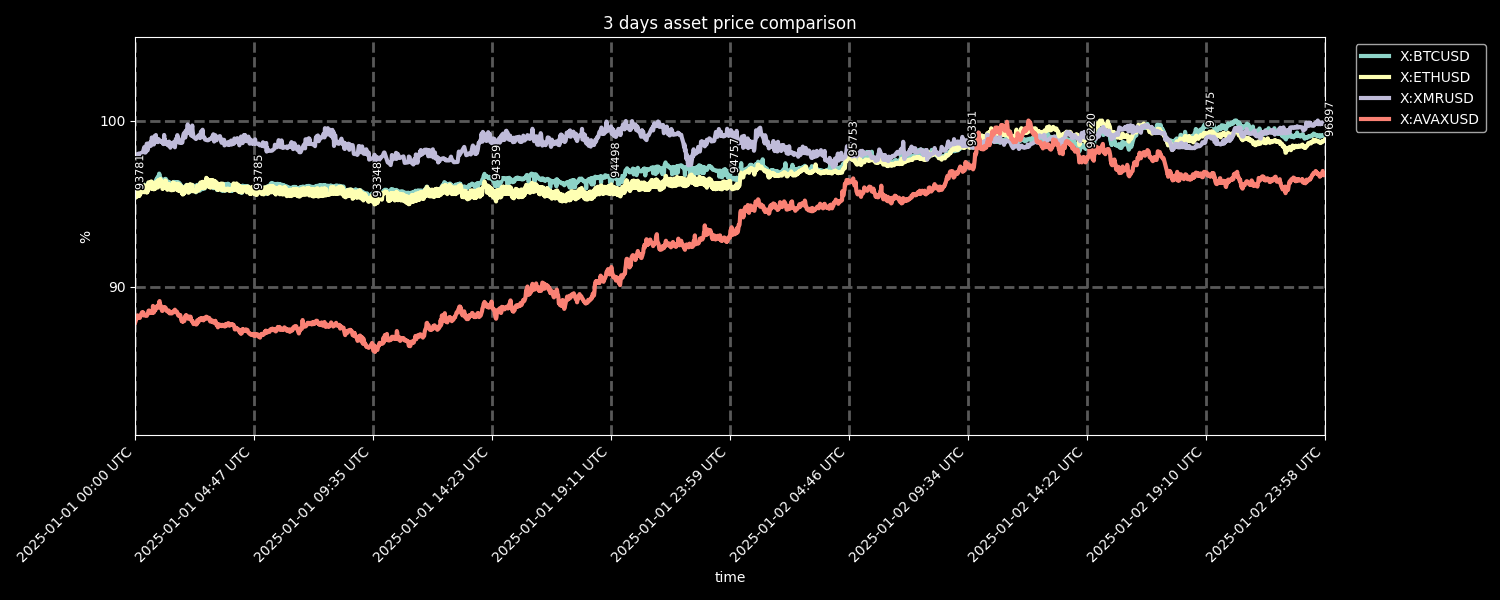 3 days asset price comparison
X:BTCUSD
X:ETHUSD
X:XMRUSD
X:AVAXUSD
100
90
%
93781
93785
93348
94359
94498
94757
95753
96351
96220
97475
96897
2025-01-01 00:00 UTC
2025-01-01 04:47 UTC
2025-01-01 09:35 UTC
2025-01-01 14:23 UTC
2025-01-01 19:11 UTC
2025-01-01 23:59 UTC
2025-01-02 04:46 UTC
2025-01-02 09:34 UTC
2025-01-02 14:22 UTC
2025-01-02 19:10 UTC
2025-01-02 23:58 UTC
time